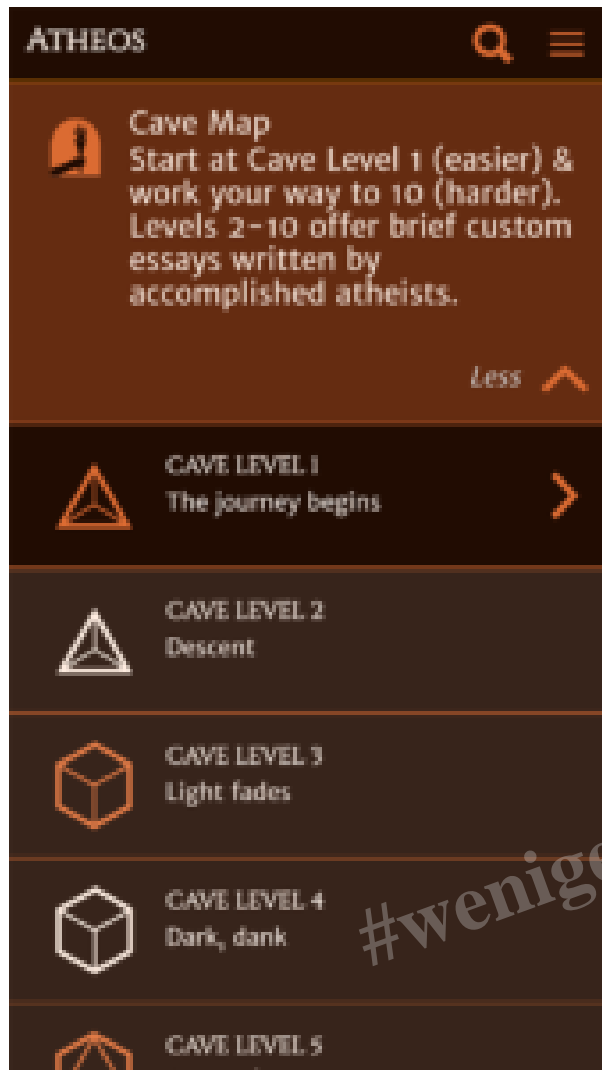 ATHEOS
Cave Map
Start at Cave Level 1 (easier) &
work your way to 10 (harder).
Levels 2-10 offer brief custom
essays written by
accomplished atheists.
Less
CAVE LEVEL 1
The journey begins
CAVE LEVEL 2
Descent
CAVE LEVEL 3
Light fades
CAVE LEVEL 4
Dark, dank
CAVE LEVEL 5